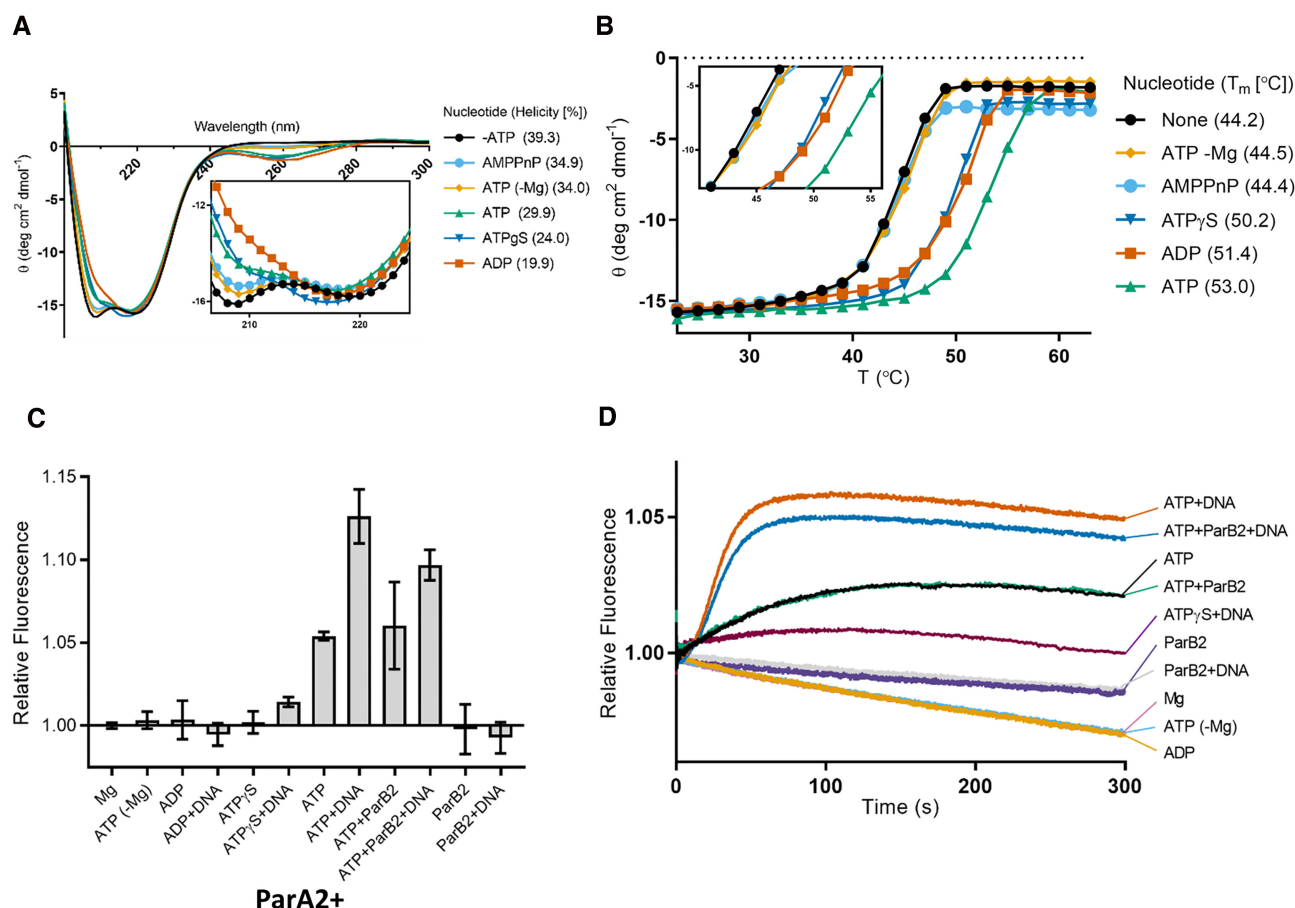 A
5
0
-5
-10
-15
θ (deg cm² dmol⁻¹)
Wavelength (nm)
220
240
260
280
300
-12
-16
210
220
Nucleotide (Helicity [%])
-ATP (39.3)
AMPPnP (34.9)
ATP (-Mg) (34.0)
ATP (29.9)
ATPgS (24.0)
ADP (19.9)
B
0
-5
-10
-15
θ (deg cm² dmol⁻¹)
-5
-10
45
50
55
30
40
50
60
T (°C)
Nucleotide (Tm [°C])
None (44.2)
ATP -Mg (44.5)
AMPPnP (44.4)
ATPγS (50.2)
ADP (51.4)
ATP (53.0)
C
1.15
1.10
1.05
1.00
Relative Fluorescence
Mg
ATP (-Mg)
ADP
ADP+DNA
ATPγS
ATPγS+DNA
ATP
ATP+DNA
ATP+ParB2
ATP+ParB2+DNA
ParB2
ParB2+DNA
ParA2+
D
1.05
1.00
Relative Fluorescence
0
100
200
300
Time (s)
ATP+DNA
ATP+ParB2+DNA
ATP
ATP+ParB2
ATPγS+DNA
ParB2
ParB2+DNA
Mg
ATP (-Mg)
ADP